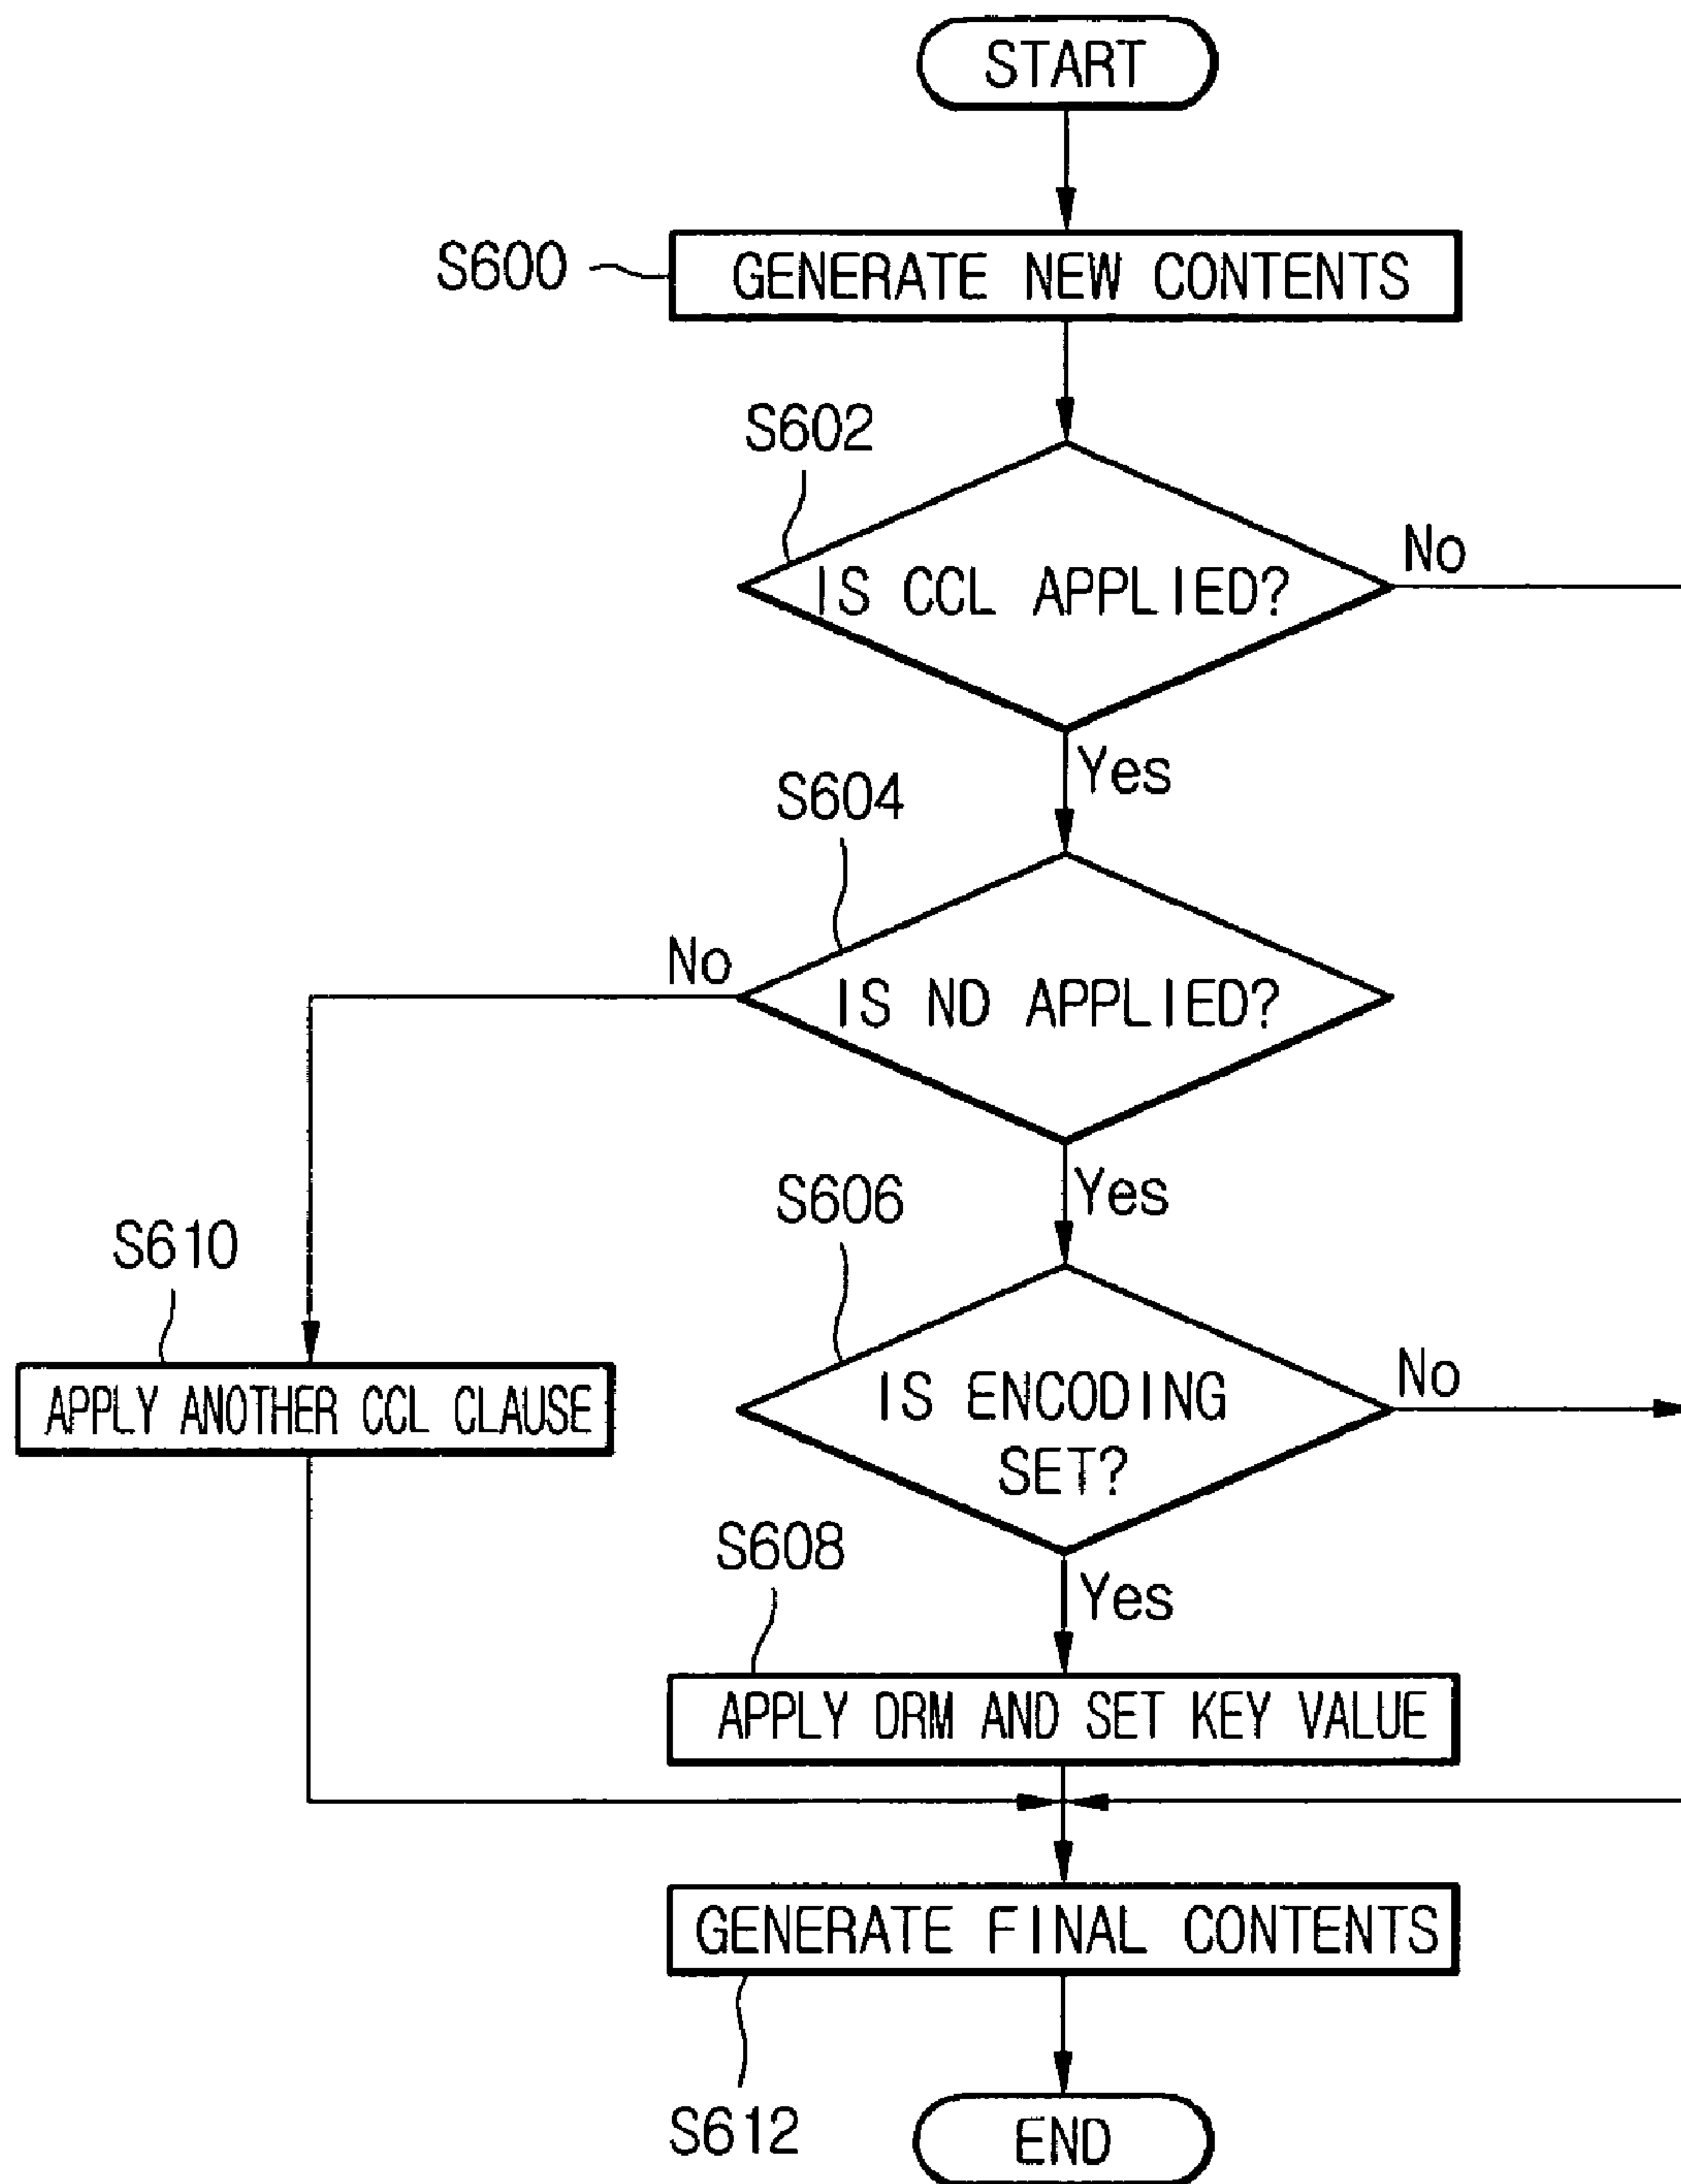 START
S600
GENERATE NEW CONTENTS
S602
IS CCL APPLIED?
No
Yes
S604
No
IS ND APPLIED?
Yes
S606
S610
IS ENCODING
SET?
No
APPLY ANOTHER CCL CLAUSE
Yes
S608
APPLY DRM AND SET KEY VALUE
GENERATE FINAL CONTENTS
S612
END